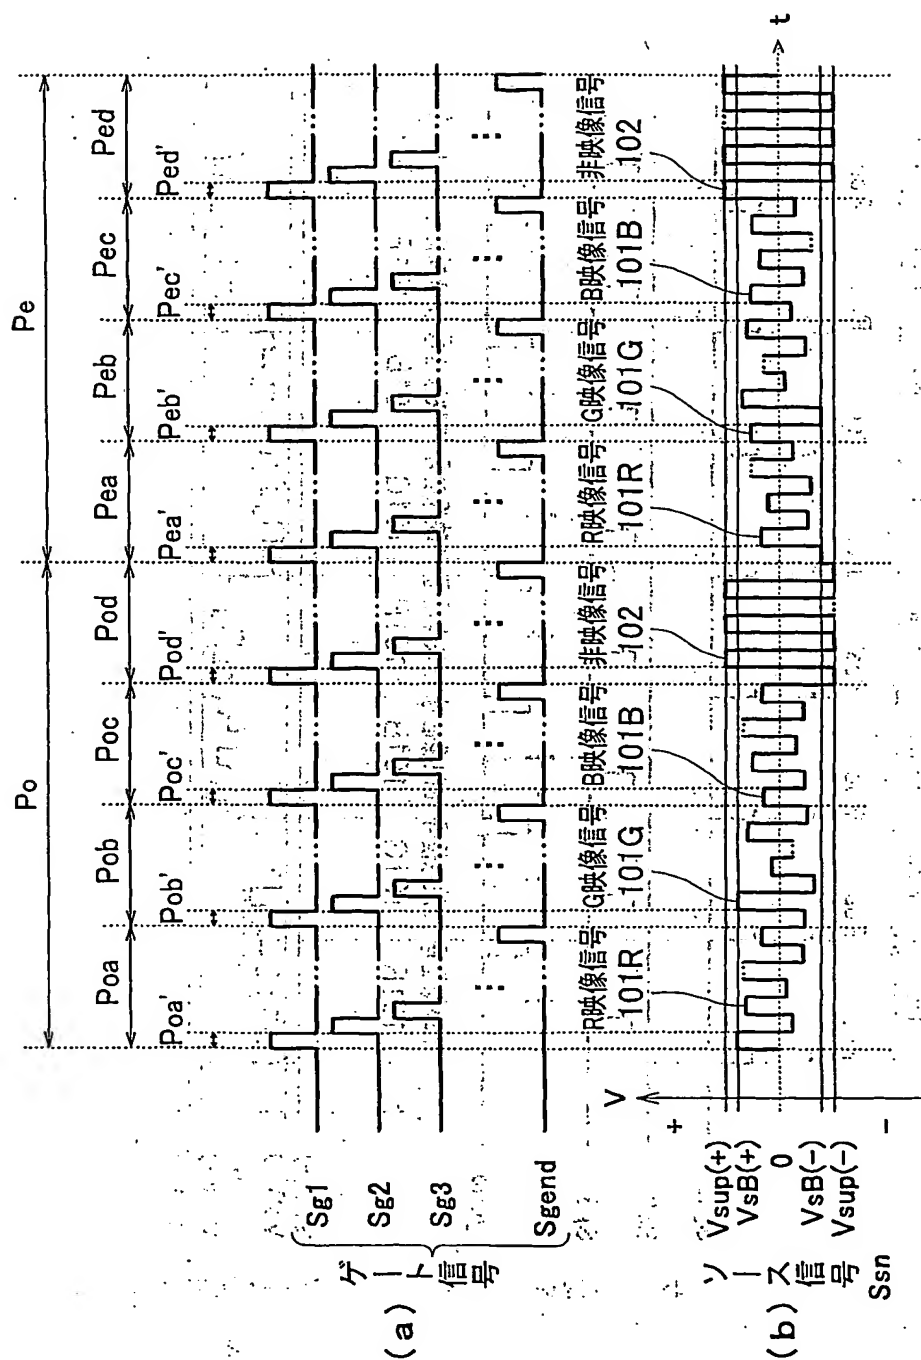 Po Pe
Poa Pob Poc Pod Pea Peb Pec Ped
Poa' Pob' Poc' Pod' Pea' Peb' Pec' Ped'
(a)
ゲート信号
Sg1
Sg2
Sg3
Sgend
R映像信号 G映像信号 B映像信号 非映像信号 R映像信号 G映像信号 B映像信号 非映像信号
101R 101G 101B 102 101R 101G 101B 102
V
+
-
t
Vsup(+)
VsB(+)
0
VsB(-)
Vsup(-)
(b)
ソース信号
Ssn